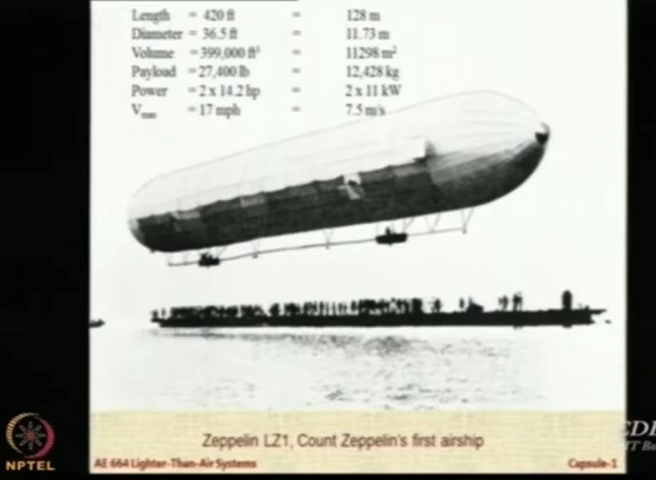 Length = 420 ft = 128 m
Diameter = 36.5 ft = 11.73 m
Volume = 399,000 ft³ = 11298 m²
Payload = 27,400 lb = 12,428 kg
Power = 2 x 14.2 hp = 2 x 11 kW
Vmax = 17 mph 7.5 m/s
Zeppelin LZ1, Count Zeppelin's first airship
NPTEL
AE 664 Lighter-Than-Air Systems
Capsule-1